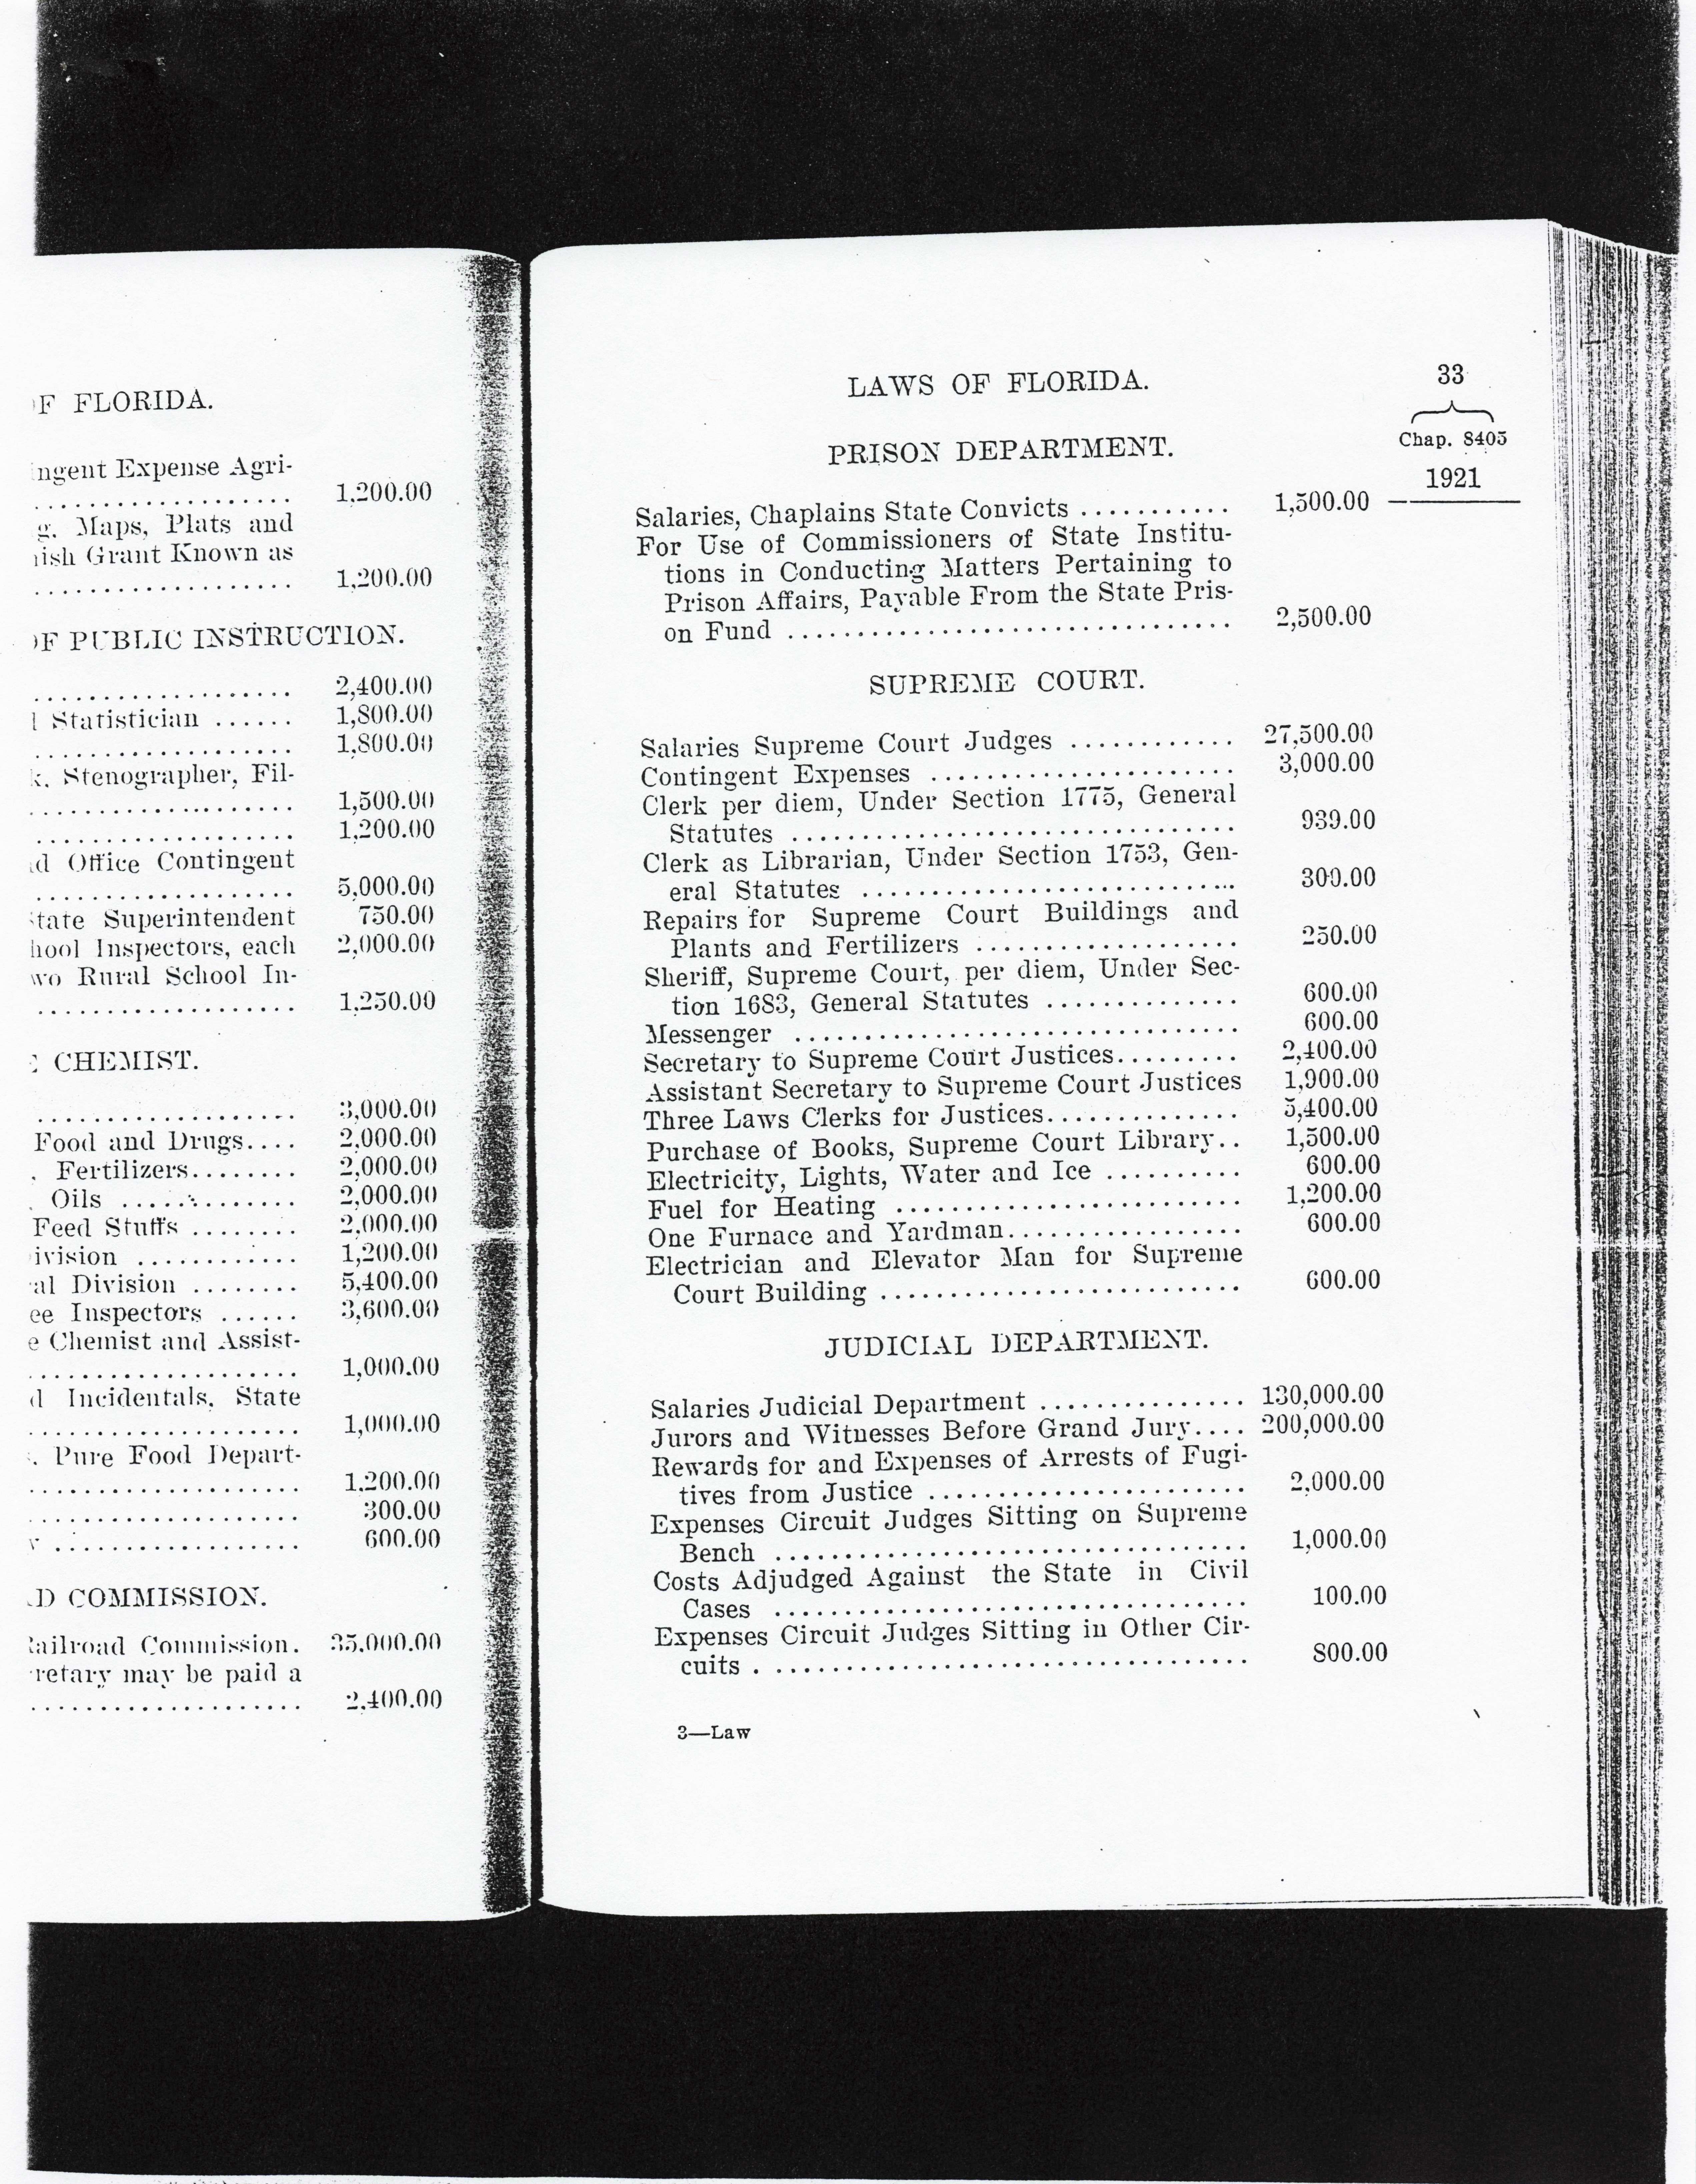 F FLORIDA.
ingent Expense Agri-
.................. 1,200.00
g, Maps, Plats and
nish Grant Known as
................... 1,200.00
OF PUBLIC INSTRUCTION.
................... 2,400.00
l Statistician ...... 1,800.00
................... 1,800.00
k, Stenographer, Fil-
................... 1,500.00
................... 1,200.00
d Office Contingent
................... 5,000.00
State Superintendent 750.00
hool Inspectors, each 2,000.00
wo Rural School In-
................... 1,250.00
CHEMIST.
................... 3,000.00
Food and Drugs.... 2,000.00
. Fertilizers........ 2,000.00
. Oils ............. 2,000.00
Feed Stuffs ........ 2,000.00
ivision ............ 1,200.00
al Division ........ 5,400.00
ee Inspectors ...... 3,600.00
e Chemist and Assist-
.................... 1,000.00
d Incidentals, State
.................... 1,000.00
. Pure Food Depart-
.................... 1,200.00
.................... 300.00
.................. 600.00
D COMMISSION.
Railroad Commission. 35,000.00
retary may be paid a
.................... 2,400.00
LAWS OF FLORIDA.
33
Chap. 8405
1921
PRISON DEPARTMENT.
Salaries, Chaplains State Convicts ........... 1,500.00
For Use of Commissioners of State Institu-
tions in Conducting Matters Pertaining to
Prison Affairs, Payable From the State Pris-
on Fund ................................ 2,500.00
SUPREME COURT.
Salaries Supreme Court Judges ............ 27,500.00
Contingent Expenses ...................... 3,000.00
Clerk per diem, Under Section 1775, General
Statutes ................................ 939.00
Clerk as Librarian, Under Section 1753, Gen-
eral Statutes ........................... 300.00
Repairs for Supreme Court Buildings and
Plants and Fertilizers ................... 250.00
Sheriff, Supreme Court, per diem, Under Sec-
tion 1683, General Statutes .............. 600.00
Messenger ................................ 600.00
Secretary to Supreme Court Justices......... 2,400.00
Assistant Secretary to Supreme Court Justices 1,900.00
Three Laws Clerks for Justices.............. 5,400.00
Purchase of Books, Supreme Court Library.. 1,500.00
Electricity, Lights, Water and Ice .......... 600.00
Fuel for Heating ......................... 1,200.00
One Furnace and Yardman................. 600.00
Electrician and Elevator Man for Supreme
Court Building .......................... 600.00
JUDICIAL DEPARTMENT.
Salaries Judicial Department ............... 130,000.00
Jurors and Witnesses Before Grand Jury.... 200,000.00
Rewards for and Expenses of Arrests of Fugi-
tives from Justice ....................... 2,000.00
Expenses Circuit Judges Sitting on Supreme
Bench .................................. 1,000.00
Costs Adjudged Against the State in Civil
Cases .................................. 100.00
Expenses Circuit Judges Sitting in Other Cir-
cuits . .................................. 800.00
3—Law